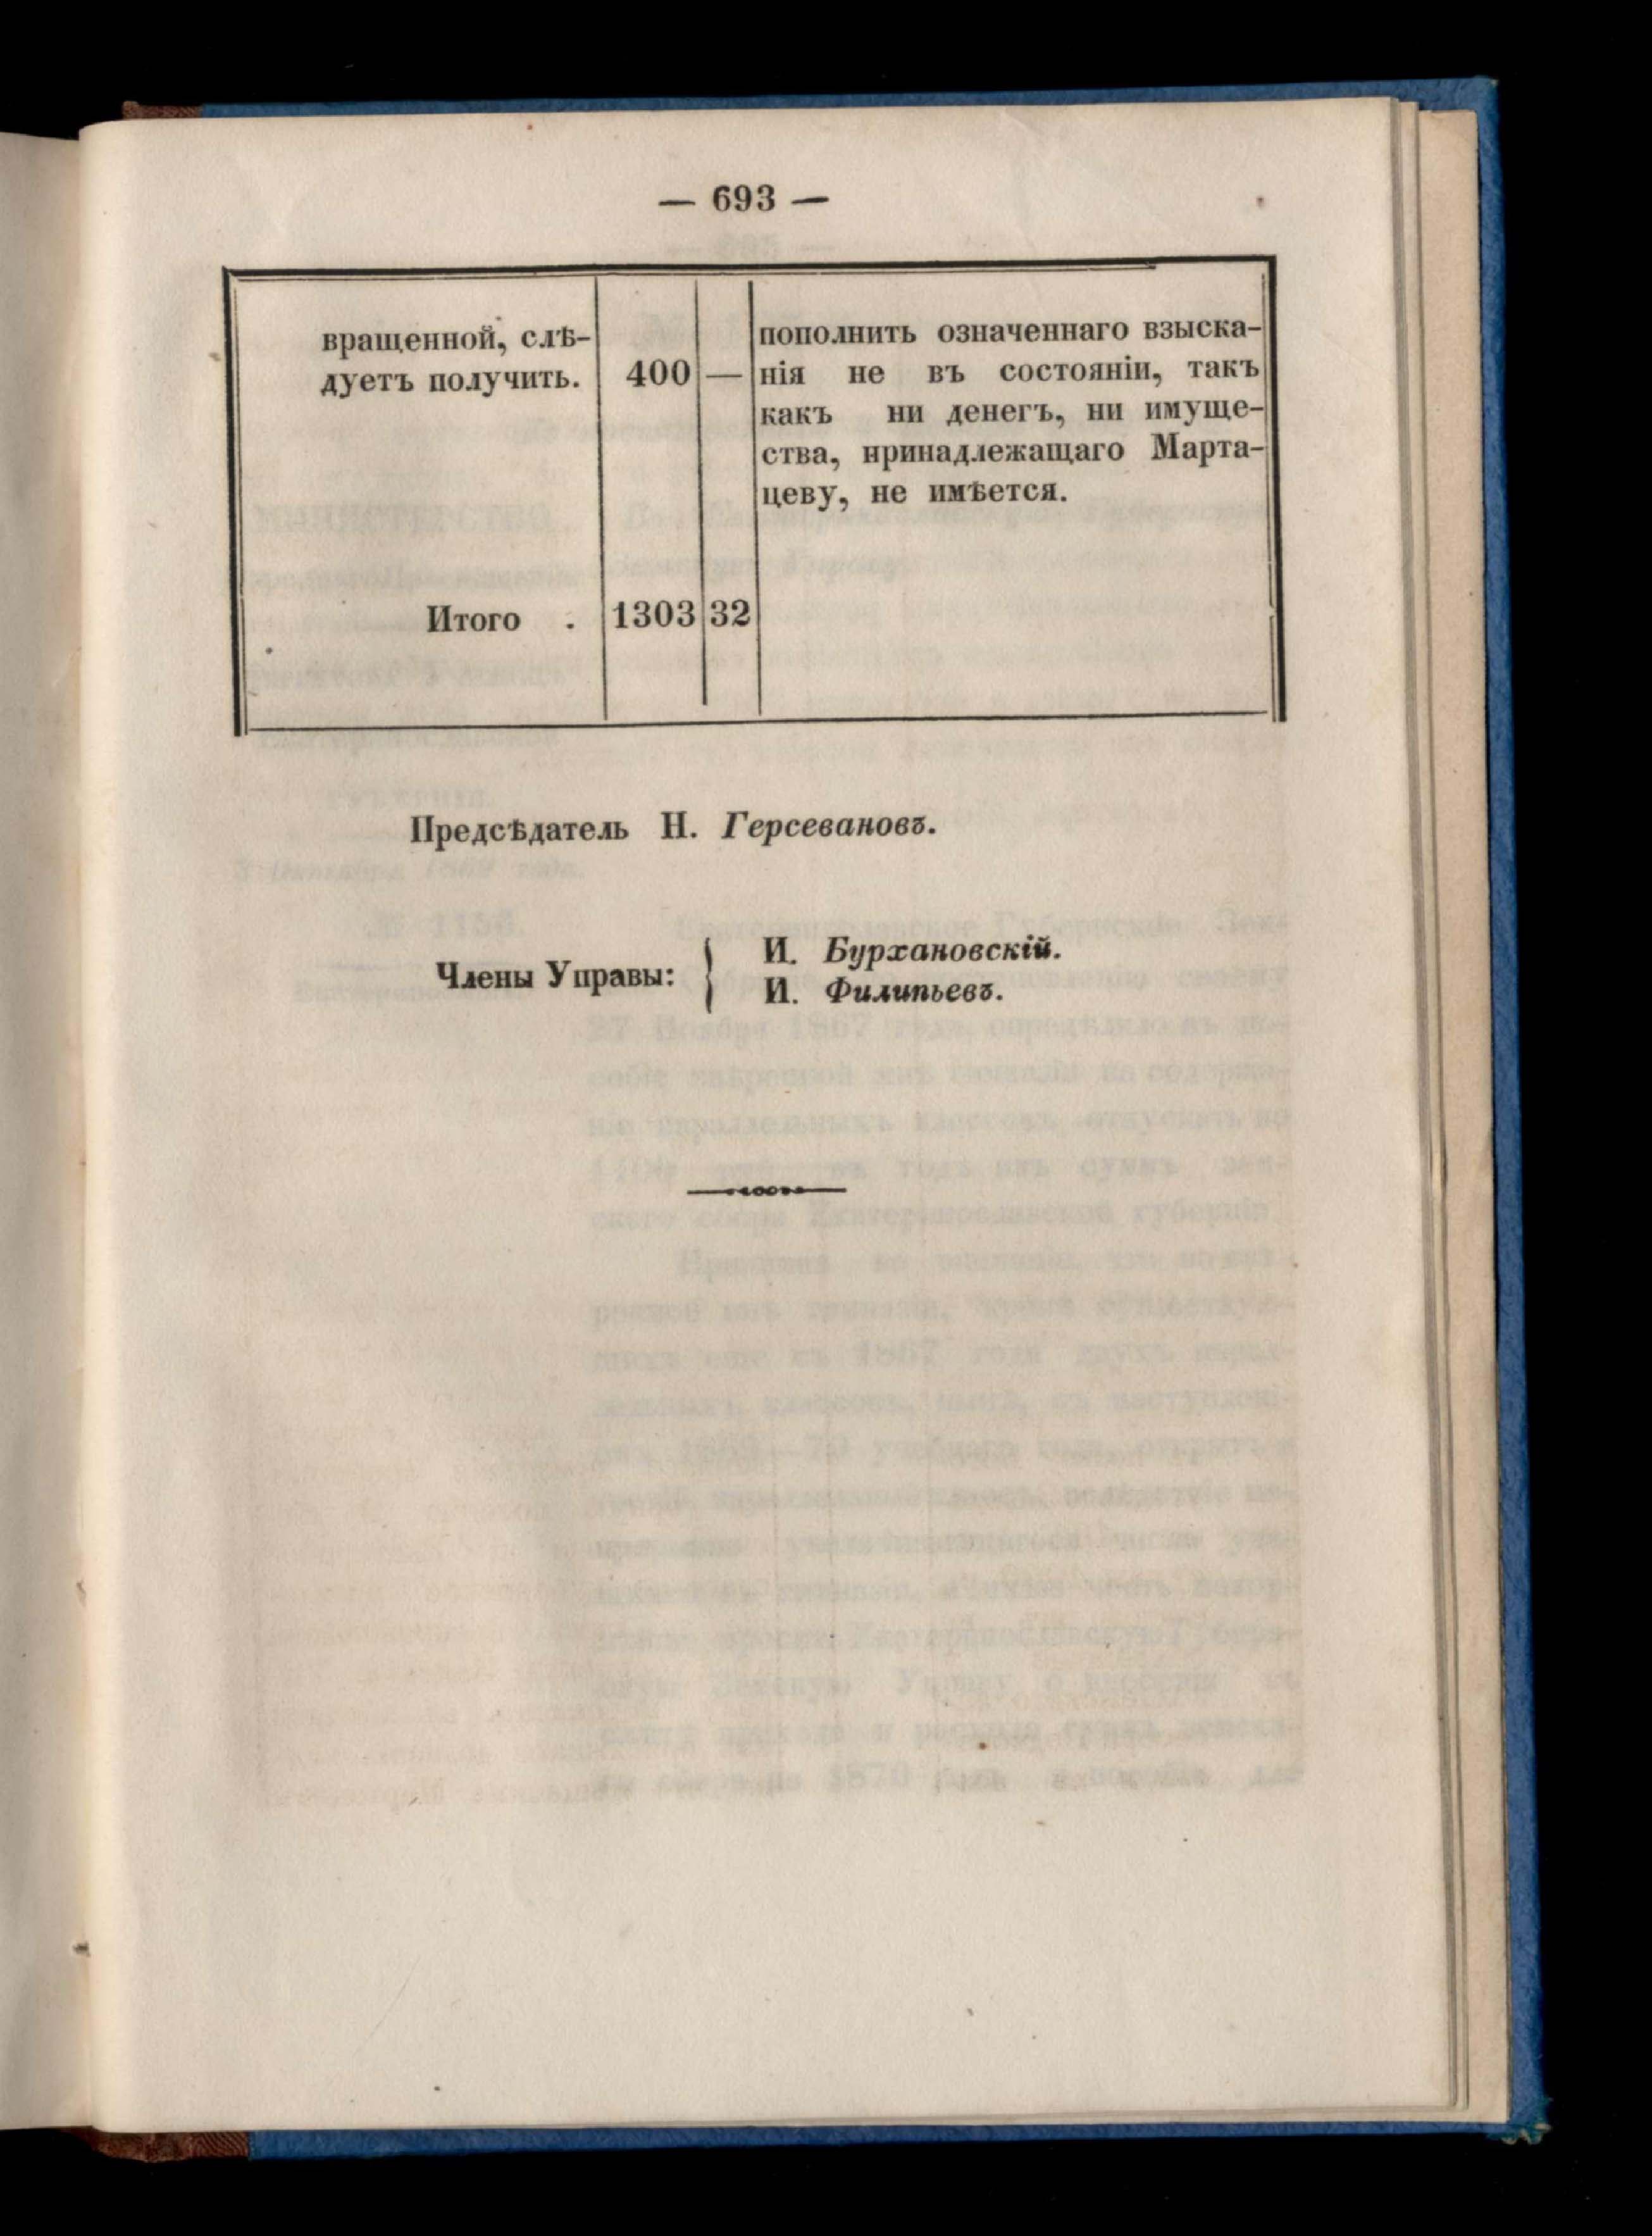 — 693 —
вращенной, слѣ-
дуетъ получить. 400 —
пополнить означеннаго взыска-
нія не въ состояніи, такъ
какъ ни денегъ, ни имуще-
ства, нринадлежащаго Марта-
цеву, не имѣется.
Итого . 1303 32
Предсѣдатель Н. Герсевановъ.
Члены Управы:
И. Бурхановскій.
И. Филипьевъ.